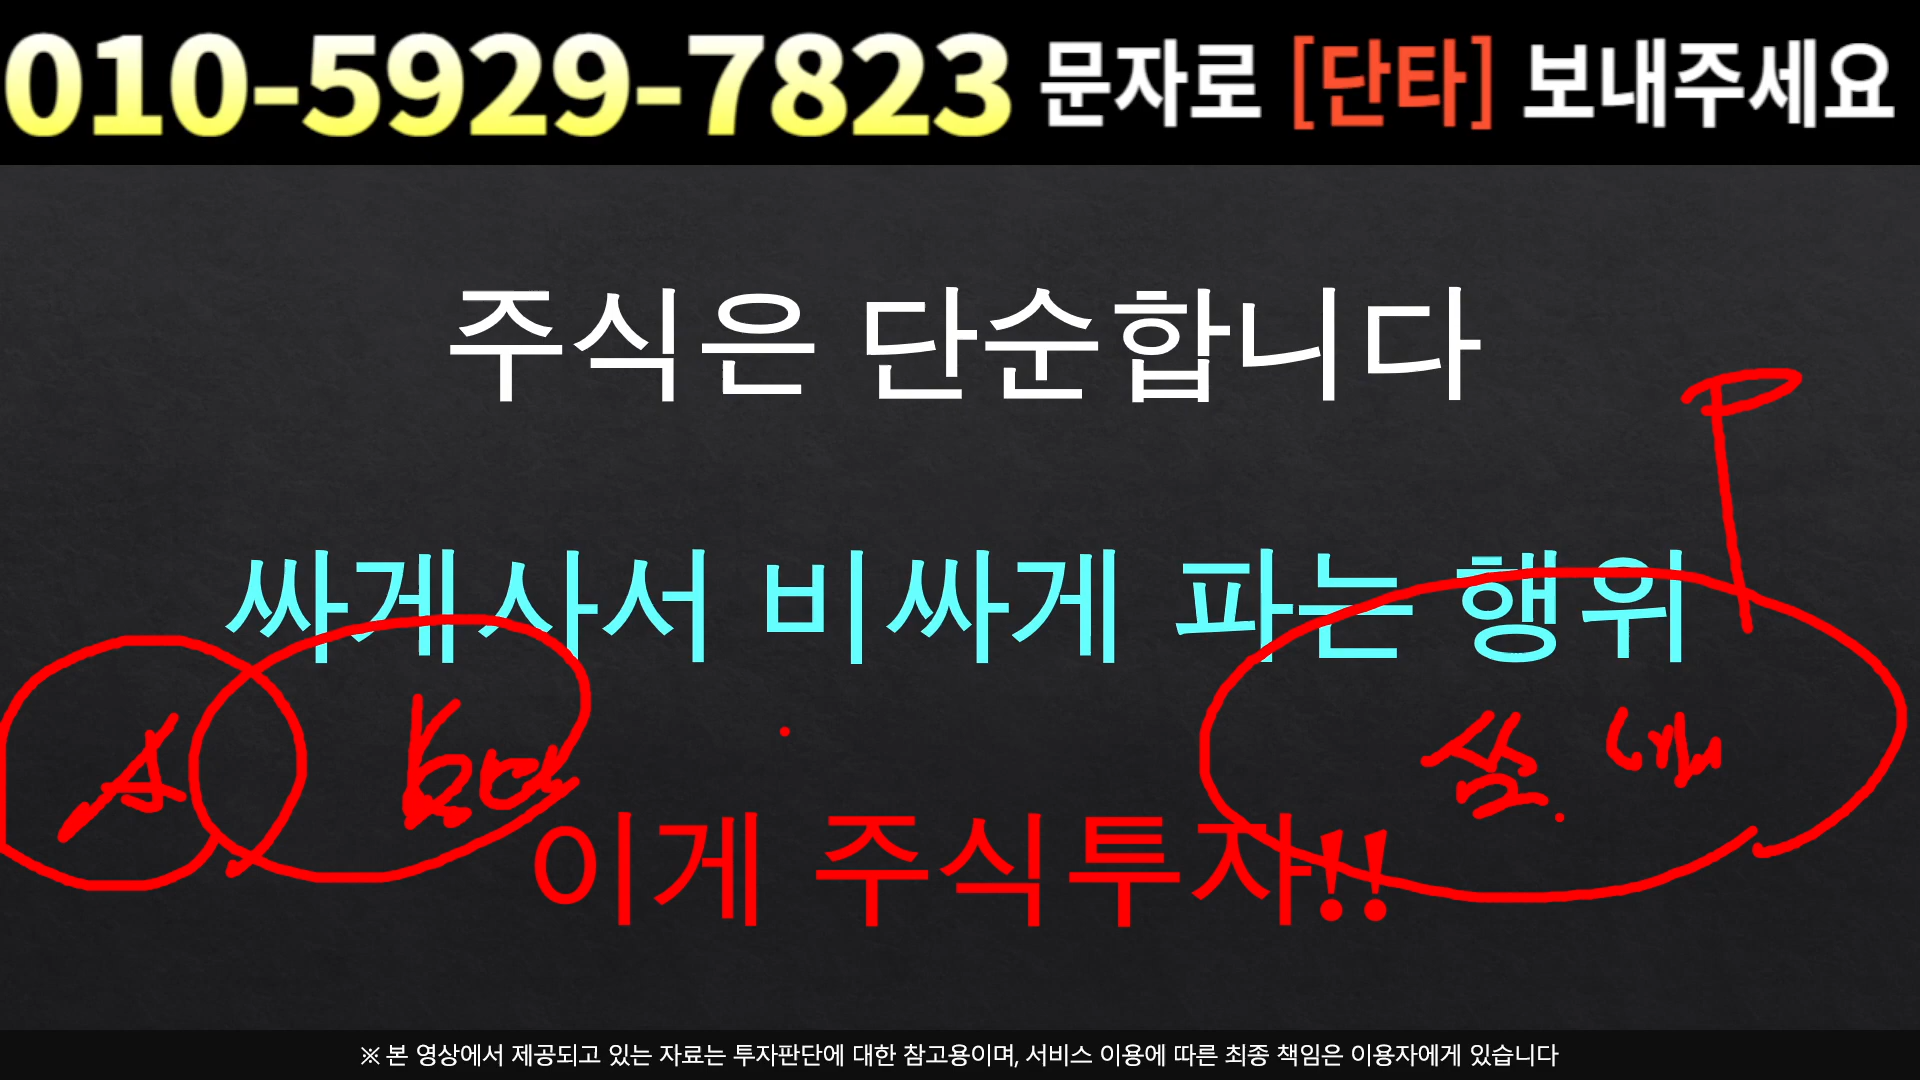 010-5929-7823 문자로 [단타] 보내주세요
주식은 단순합니다
싸게사서 비싸게 파는 행위
이게 주식투자!!
※ 본 영상에서 제공되고 있는 자료는 투자판단에 대한 참고용이며, 서비스 이용에 따른 최종 책임은 이용자에게 있습니다